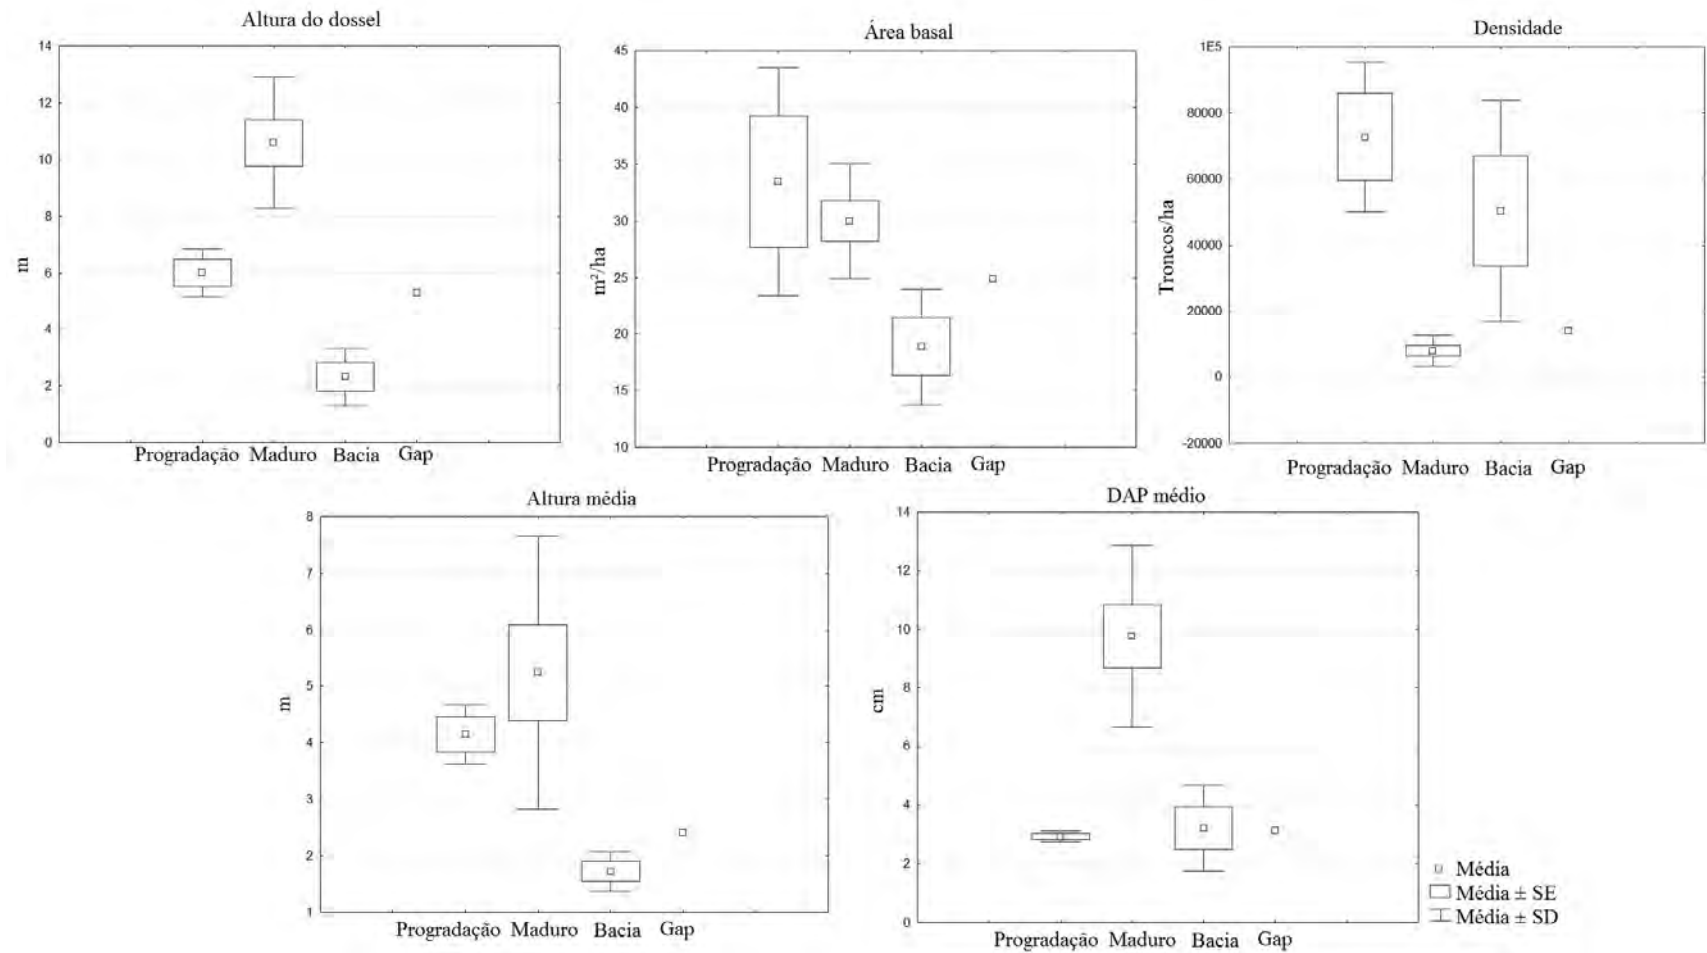 Altura do dossel
14
12
10
8
6
4
2
0
m
Progradação Maduro Bacia Gap
Área basal
45
40
35
30
25
20
15
10
m²/ha
Progradação Maduro Bacia Gap
Densidade
1E5
80000
60000
40000
20000
0
-20000
Troncos/ha
Progradação Maduro Bacia Gap
Altura média
8
7
6
5
4
3
2
1
m
Progradação Maduro Bacia Gap
DAP médio
14
12
10
8
6
4
2
0
cm
Progradação Maduro Bacia Gap
Média
Média ± SE
Média ± SD